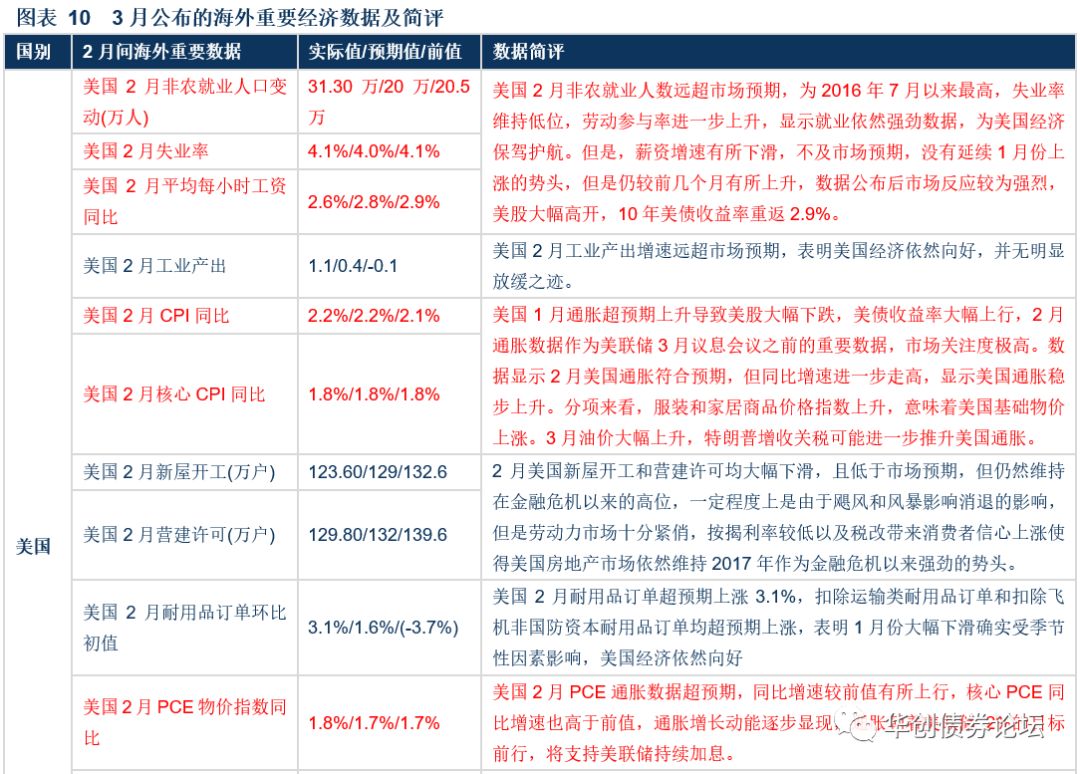 图表 10 3 月公布的海外重要经济数据及简评
国别 2 月问海外重要数据 实际值/预期值/前值 数据简评
美国
美国 2 月非农就业人口变
动(万人)
31.30 万/20 万/20.5
万
美国 2 月失业率
4.1%/4.0%/4.1%
美国 2 月平均每小时工资
同比
2.6%/2.8%/2.9%
美国 2 月非农就业人数远超市场预期，为 2016 年 7 月以来最高，失业率
维持低位，劳动参与率进一步上升，显示就业依然强劲数据，为美国经济
保驾护航。但是，薪资增速有所下滑，不及市场预期，没有延续 1 月份上
涨的势头，但是仍较前几个月有所上升，数据公布后市场反应较为强烈，
美股大幅高开，10 年美债收益率重返 2.9%。
美国 2 月工业产出
1.1/0.4/-0.1
美国 2 月工业产出增速远超市场预期，表明美国经济依然向好，并无明显
放缓之迹。
美国 2 月 CPI 同比
2.2%/2.2%/2.1%
美国 2 月核心 CPI 同比
1.8%/1.8%/1.8%
美国 1 月通胀超预期上升导致美股大幅下跌，美债收益率大幅上行，2 月
通胀数据作为美联储 3 月议息会议之前的重要数据，市场关注度极高。数
据显示 2 月美国通胀符合预期，但同比增速进一步走高，显示美国通胀稳
步上升。分项来看，服装和家居商品价格指数上升，意味着美国基础物价
上涨。3 月油价大幅上升，特朗普增收关税可能进一步推升美国通胀。
美国 2 月新屋开工(万户)
123.60/129/132.6
美国 2 月营建许可(万户)
129.80/132/139.6
2 月美国新屋开工和营建许可均大幅下滑，且低于市场预期，但仍然维持
在金融危机以来的高位，一定程度上是由于飓风和风暴影响消退的影响，
但是劳动力市场十分紧俏，按揭利率较低以及税改带来消费者信心上涨使
得美国房地产市场依然维持 2017 年作为金融危机以来强劲的势头。
美国 2 月耐用品订单环比
初值
3.1%/1.6%/(-3.7%)
美国 2 月耐用品订单超预期上涨 3.1%，扣除运输类耐用品订单和扣除飞
机非国防资本耐用品订单均超预期上涨，表明 1 月份大幅下滑确实受季节
性因素影响，美国经济依然向好
美国 2 月 PCE 物价指数同
比
1.8%/1.7%/1.7%
美国 2 月 PCE 通胀数据超预期，同比增速较前值有所上行，核心 PCE 同
比增速也高于前值，通胀增长动能逐步显现，
标
前行，将支持美联储持续加息。
华创债券论坛